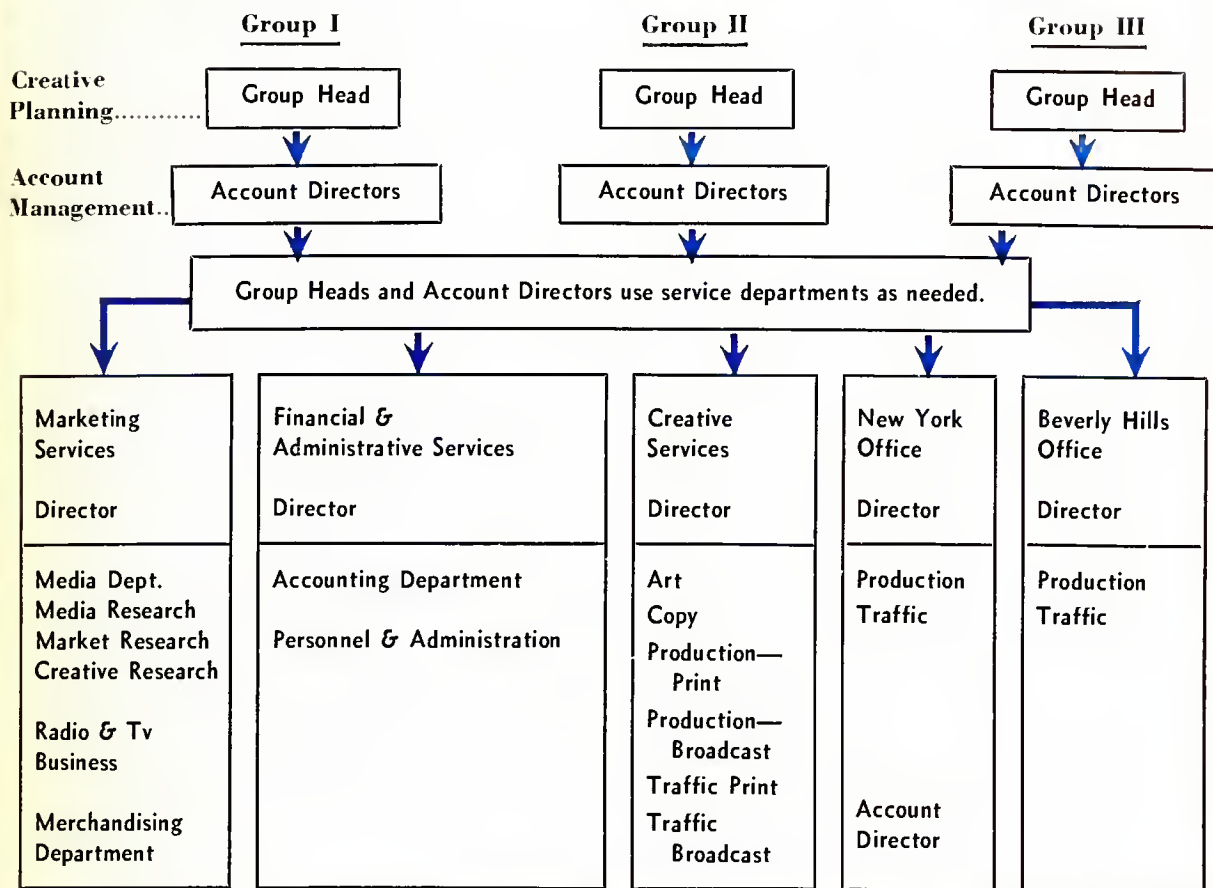 Group I
Group II
Group III
Creative
Planning............
Group Head
Group Head
Group Head
Account
Management..
Account Directors
Account Directors
Account Directors
Group Heads and Account Directors use service departments as needed.
Marketing
Services
Director
Media Dept.
Media Research
Market Research
Creative Research
Radio & Tv
Business
Merchandising
Department
Financial &
Administrative Services
Director
Accounting Department
Personnel & Administration
Creative
Services
Director
Art
Copy
Production—
Print
Production—
Broadcast
Traffic Print
Traffic
Broadcast
New York
Office
Director
Production
Traffic
Account
Director
Beverly Hills
Office
Director
Production
Traffic